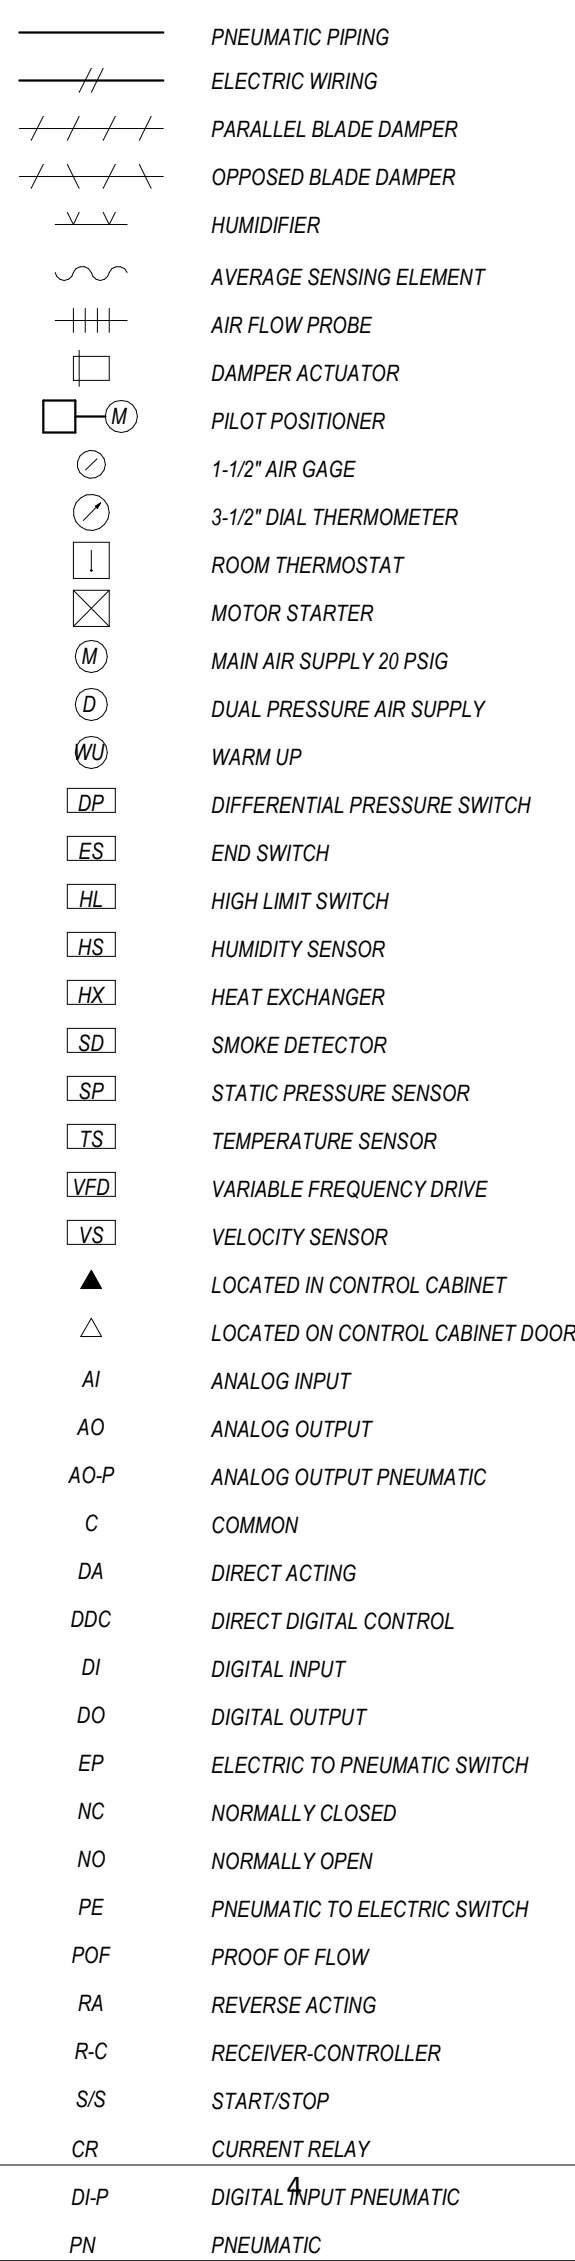 PNEUMATIC PIPING
ELECTRIC WIRING
PARALLEL BLADE DAMPER
OPPOSED BLADE DAMPER
HUMIDIFIER
AVERAGE SENSING ELEMENT
AIR FLOW PROBE
DAMPER ACTUATOR
M PILOT POSITIONER
1-1/2" AIR GAGE
3-1/2" DIAL THERMOMETER
ROOM THERMOSTAT
MOTOR STARTER
M MAIN AIR SUPPLY 20 PSIG
D DUAL PRESSURE AIR SUPPLY
WU WARM UP
DP DIFFERENTIAL PRESSURE SWITCH
ES END SWITCH
HL HIGH LIMIT SWITCH
HS HUMIDITY SENSOR
HX HEAT EXCHANGER
SD SMOKE DETECTOR
SP STATIC PRESSURE SENSOR
TS TEMPERATURE SENSOR
VFD VARIABLE FREQUENCY DRIVE
VS VELOCITY SENSOR
LOCATED IN CONTROL CABINET
LOCATED ON CONTROL CABINET DOOR
AI ANALOG INPUT
AO ANALOG OUTPUT
AO-P ANALOG OUTPUT PNEUMATIC
C COMMON
DA DIRECT ACTING
DDC DIRECT DIGITAL CONTROL
DI DIGITAL INPUT
DO DIGITAL OUTPUT
EP ELECTRIC TO PNEUMATIC SWITCH
NC NORMALLY CLOSED
NO NORMALLY OPEN
PE PNEUMATIC TO ELECTRIC SWITCH
POF PROOF OF FLOW
RA REVERSE ACTING
R-C RECEIVER-CONTROLLER
S/S START/STOP
CR CURRENT RELAY
4
DI-P DIGITAL INPUT PNEUMATIC
PN PNEUMATIC